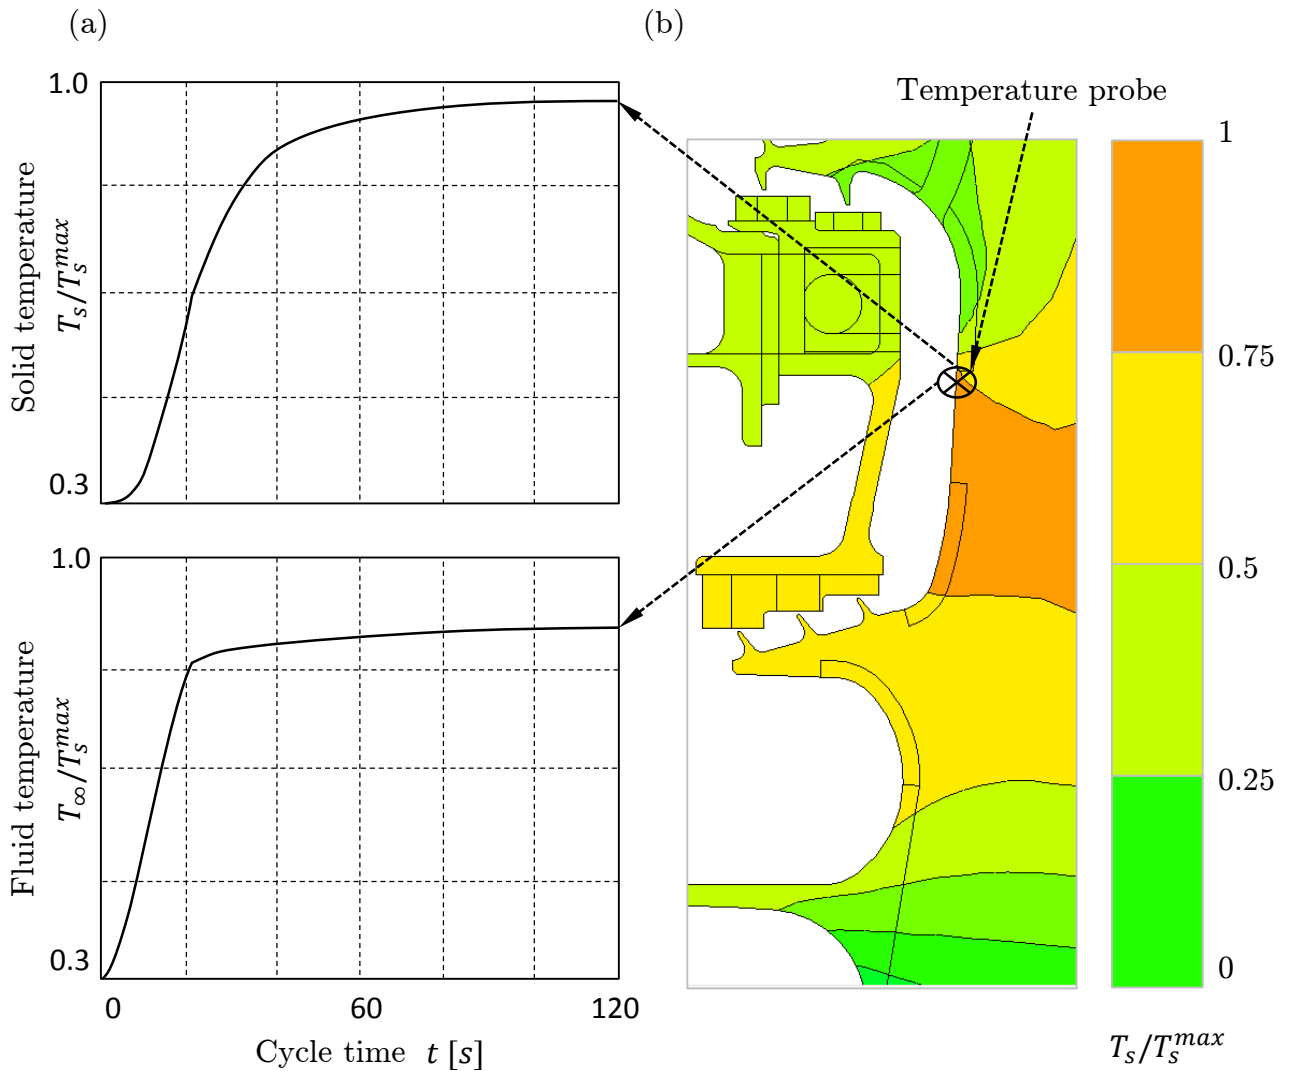 (a)
(b)
Temperature probe
1.0
Solid temperature
T_s/T_s^{max}
0.3
1.0
Fluid temperature
T_∞/T_s^{max}
0.3
0
60
120
Cycle time t [s]
1
0.75
0.5
0.25
0
T_s/T_s^{max}